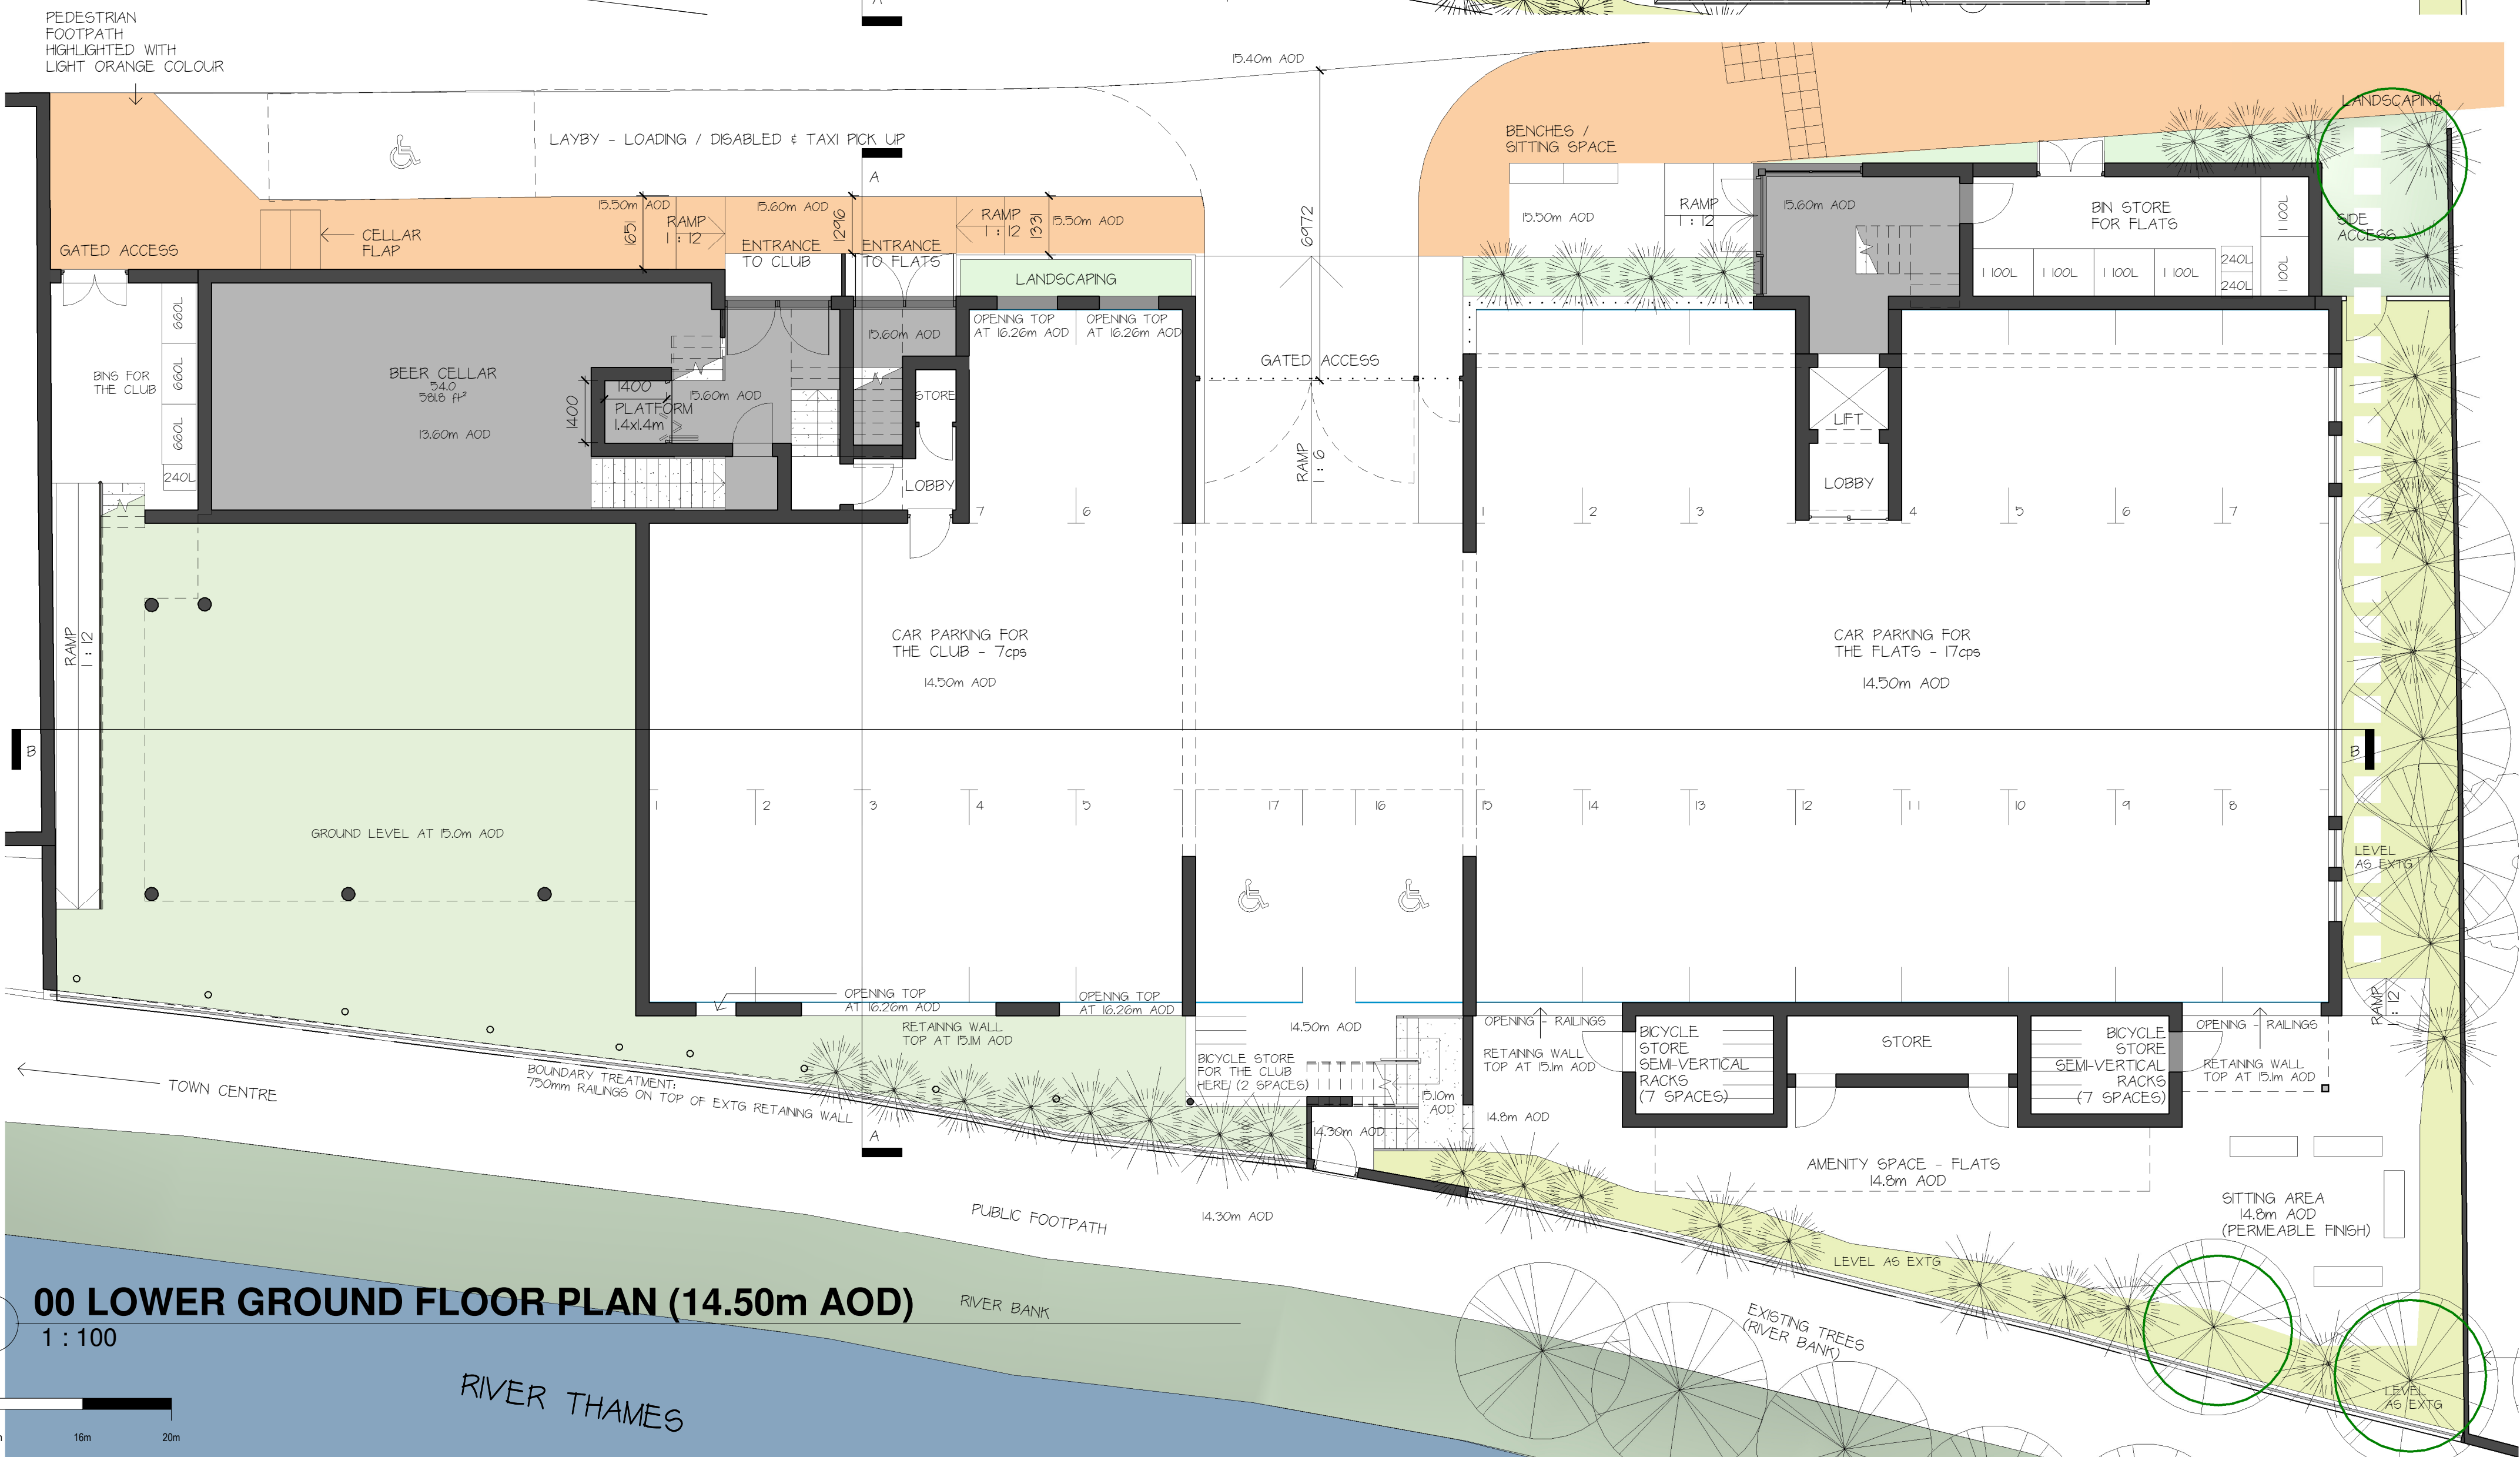 PEDESTRIAN
FOOTPATH
HIGHLIGHTED WITH
LIGHT ORANGE COLOUR
15.40m AOD
LANDSCAPING
LAYBY - LOADING / DISABLED & TAXI PICK UP
BENCHES /
SITTING SPACE
A
6972
15.50m AOD
15.60m AOD
1651
RAMP
1 : 12
1296
1331
RAMP
1 : 12
15.50m AOD
CELLAR
FLAP
GATED ACCESS
ENTRANCE
TO CLUB
ENTRANCE
TO FLATS
LANDSCAPING
15.50m AOD
RAMP
1 : 12
15.60m AOD
BIN STORE
FOR FLATS
1100L
1100L
1100L
1100L
1100L
1100L
240L
240L
SIDE
ACCESS
660L
660L
660L
240L
BINS FOR
THE CLUB
BEER CELLAR
54.0
581.8 ft²
13.60m AOD
1400
1400
PLATFORM
1.4x1.4m
15.60m AOD
15.60m AOD
STORE
LOBBY
OPENING TOP
AT 16.26m AOD
OPENING TOP
AT 16.26m AOD
GATED ACCESS
RAMP
1 : 6
LIFT
LOBBY
7
6
1
2
3
4
5
6
7
RAMP
1 : 12
CAR PARKING FOR
THE CLUB - 7cps
14.50m AOD
CAR PARKING FOR
THE FLATS - 17cps
14.50m AOD
B
B
1
2
3
4
5
17
16
15
14
13
12
11
10
9
8
GROUND LEVEL AT 15.0m AOD
LEVEL
AS EXTG
OPENING TOP
AT 16.26m AOD
OPENING TOP
AT 16.26m AOD
RETAINING WALL
TOP AT 15.1M AOD
14.50m AOD
OPENING - RAILINGS
RETAINING WALL
TOP AT 15.1m AOD
BICYCLE
STORE
SEMI-VERTICAL
RACKS
(7 SPACES)
STORE
BICYCLE
STORE
SEMI-VERTICAL
RACKS
(7 SPACES)
OPENING - RAILINGS
RETAINING WALL
TOP AT 15.1m AOD
RAMP
1 : 12
BICYCLE STORE
FOR THE CLUB
HERE (2 SPACES)
15.10m
AOD
14.8m AOD
14.30m AOD
TOWN CENTRE
BOUNDARY TREATMENT:
750mm RAILINGS ON TOP OF EXTG RETAINING WALL
A
AMENITY SPACE - FLATS
14.8m AOD
SITTING AREA
14.8m AOD
(PERMEABLE FINISH)
PUBLIC FOOTPATH
14.30m AOD
LEVEL AS EXTG
EXISTING TREES
(RIVER BANK)
LEVEL
AS EXTG
00 LOWER GROUND FLOOR PLAN (14.50m AOD)
1 : 100
RIVER BANK
RIVER THAMES
16m
20m